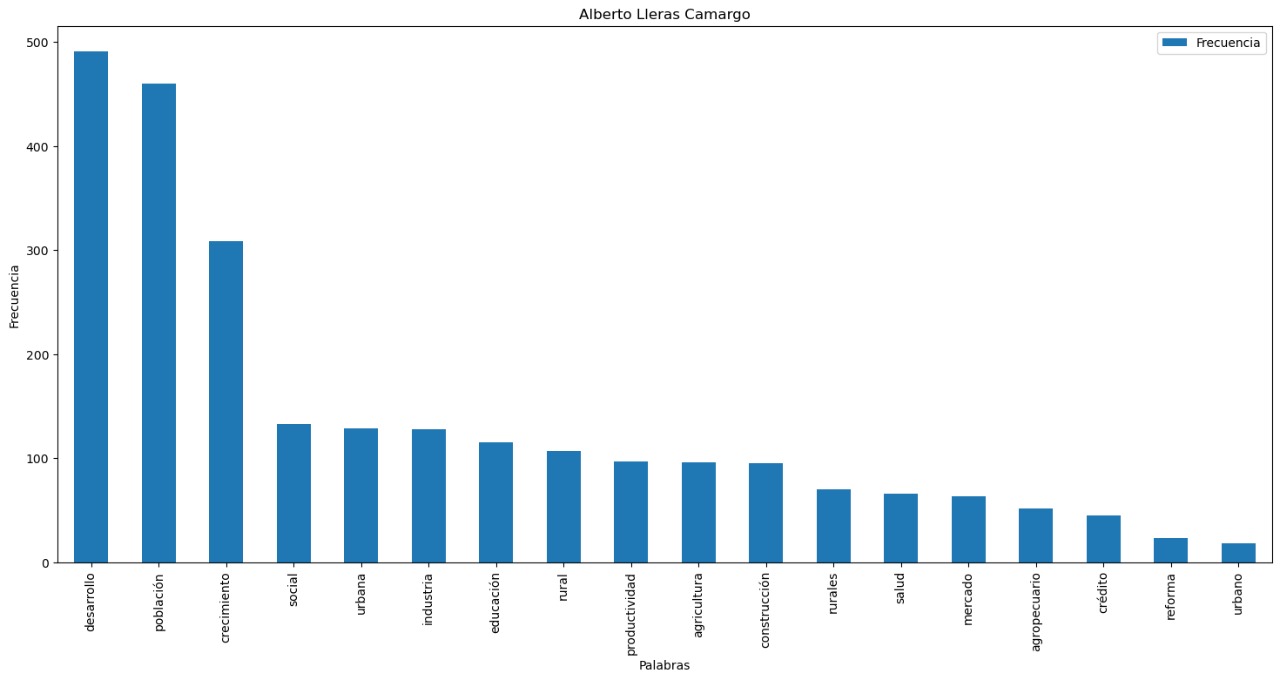 Alberto Lleras Camargo
Frecuencia
500
400
300
200
100
0
Frecuencia
desarrollo
población
crecimiento
social
urbana
industria
educación
rural
productividad
agricultura
construcción
rurales
salud
mercado
agropecuario
crédito
reforma
urbano
Palabras